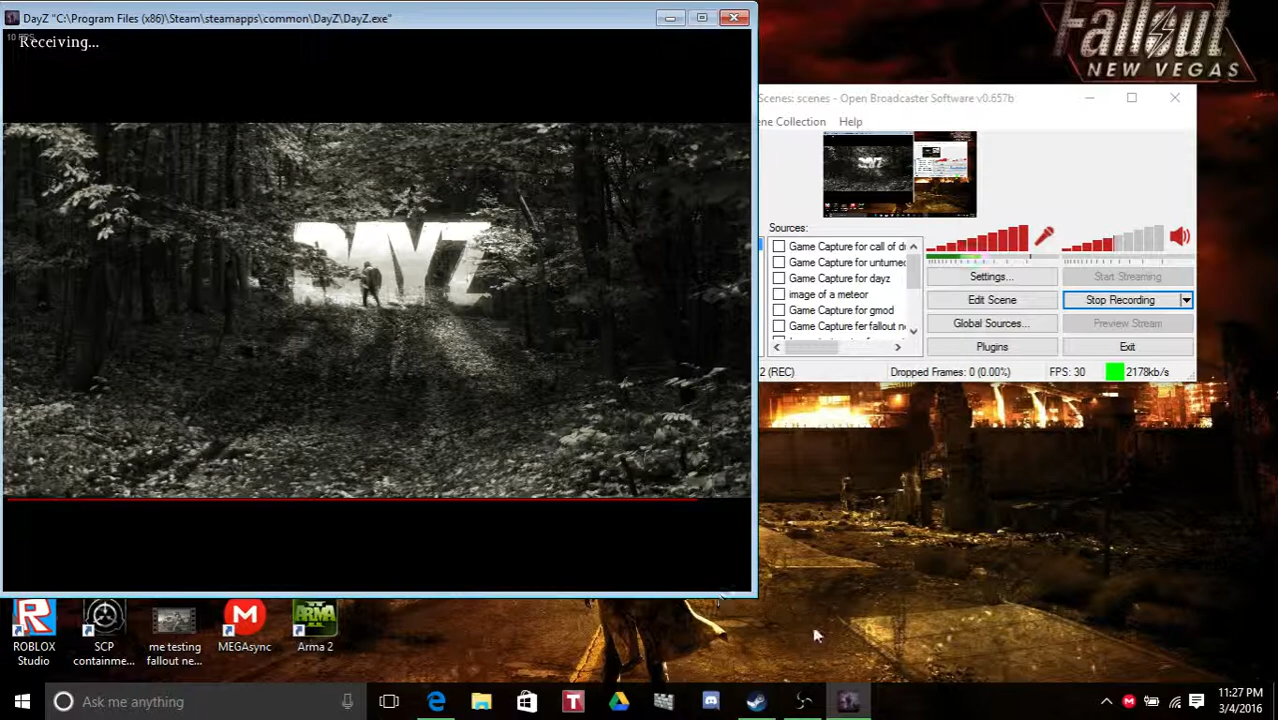 DayZ "C:\Program Files (x86)\Steam\steamapps\common\DayZ\DayZ.exe"
10 FPS
Receiving...
DAYZ
Fallout
NEW VEGAS
Scenes: scenes - Open Broadcaster Software v0.657b
ene Collection Help
Sources:
Game Capture for call of du
Game Capture for unturned
Game Capture for dayz
image of a meteor
Game Capture for gmod
Game Capture fer fallout ne
Settings...
Start Streaming
Edit Scene
Stop Recording
Global Sources...
Preview Stream
Plugins
Exit
2 (REC)
Dropped Frames: 0 (0.00%)
FPS: 30
2178kb/s
ROBLOX
Studio
SCP
containme...
me testing
fallout ne...
MEGAsync
ARMA
Arma 2
Ask me anything
11:27 PM
3/4/2016